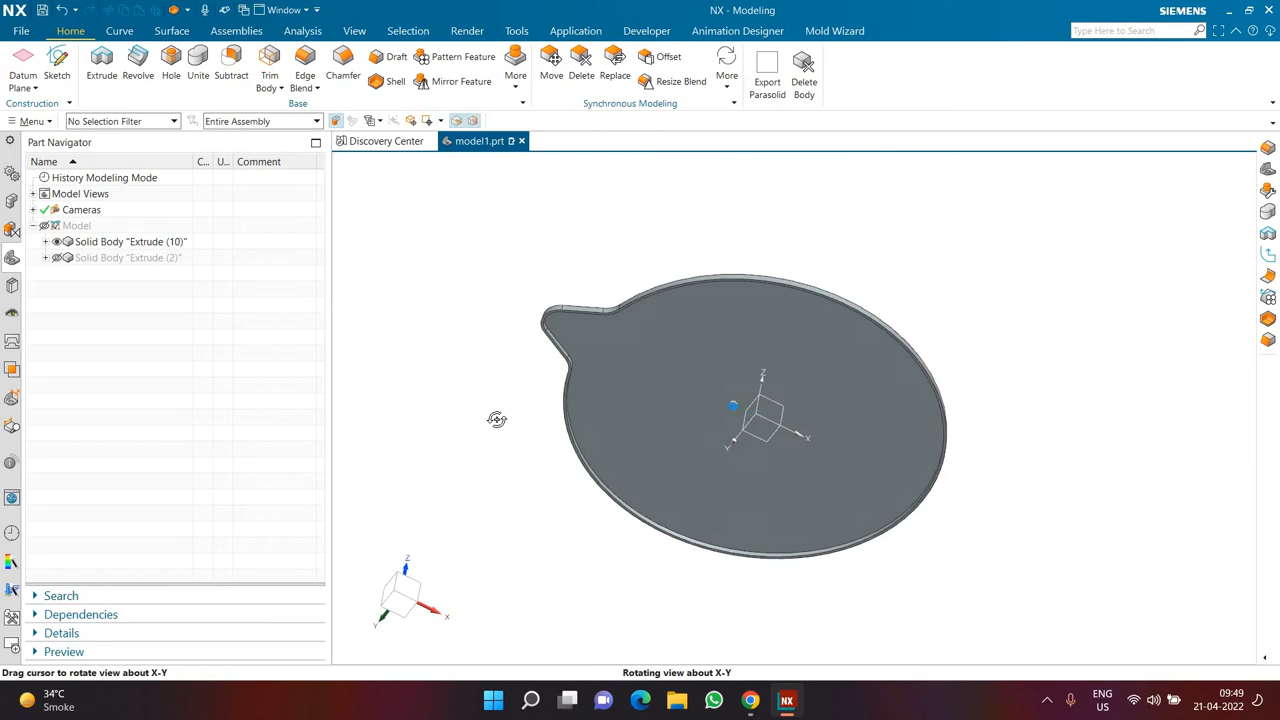 NX
Window
NX - Modeling
SIEMENS
File
Home
Curve
Surface
Assemblies
Analysis
View
Selection
Render
Tools
Application
Developer
Animation Designer
Mold Wizard
Type Here to Search
Datum Plane
Sketch
Extrude
Revolve
Hole
Unite
Subtract
Trim Body
Edge Blend
Chamfer
Draft
Shell
Pattern Feature
Mirror Feature
More
Move
Delete
Replace
Offset
Resize Blend
More
Export Parasolid
Delete Body
Construction
Base
Synchronous Modeling
Menu
No Selection Filter
Entire Assembly
Part Navigator
Discovery Center
model1.prt
Name
C...
U...
Comment
History Modeling Mode
Model Views
Cameras
Model
Solid Body "Extrude (10)"
Solid Body "Extrude (2)"
Z
X
Y
Z
X
Y
Search
Dependencies
Details
Preview
Drag cursor to rotate view about X-Y
Rotating view about X-Y
34°C
Smoke
NX
ENG
US
09:49
21-04-2022